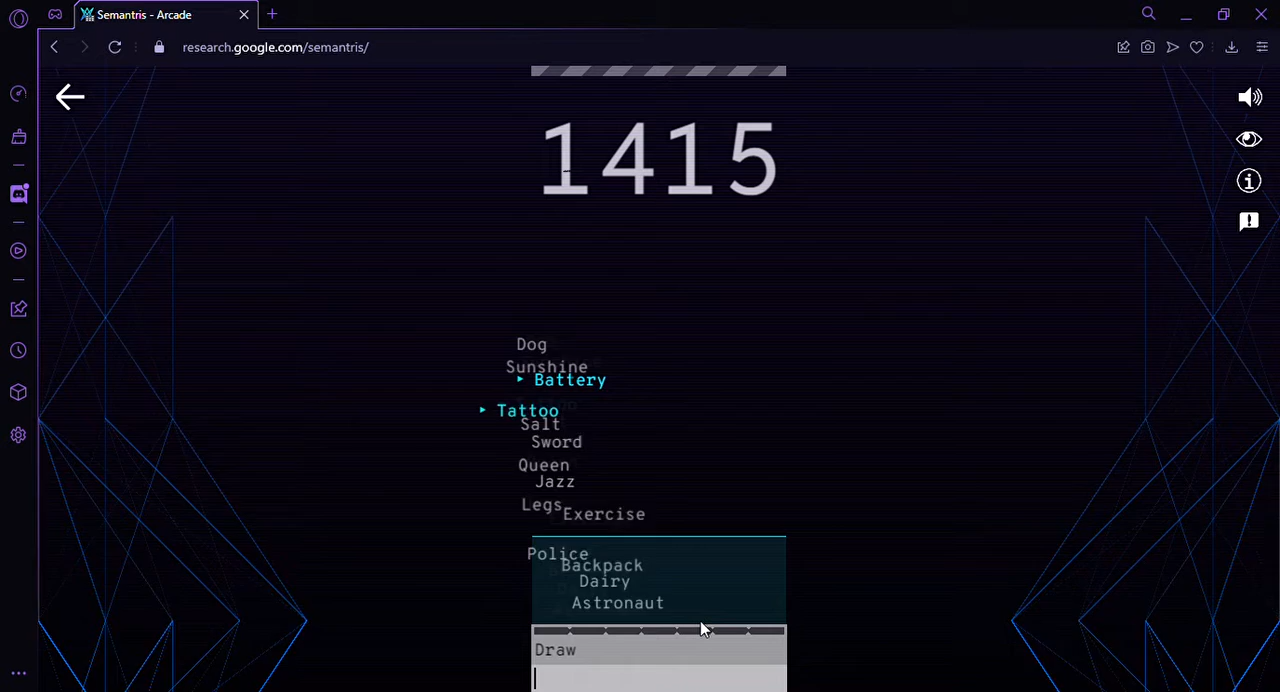 Semantris - Arcade
research.google.com/semantris/
1415
Dog
Sunshine
Battery
Tattoo
Salt
Sword
Queen
Jazz
Legs
Exercise
Police
Backpack
Dairy
Astronaut
Draw